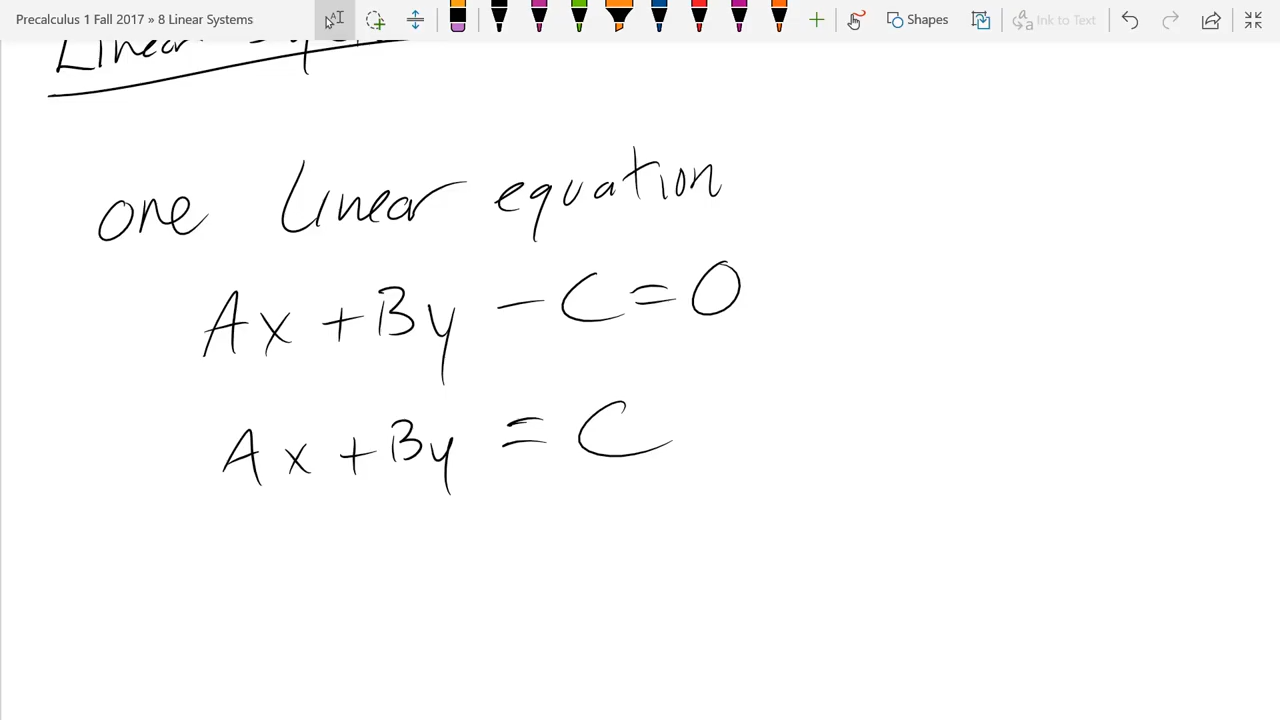 Precalculus 1 Fall 2017 » 8 Linear Systems
Shapes
Ink to Text
Linear
one linear equation
Ax + By - C = 0
Ax + By = C